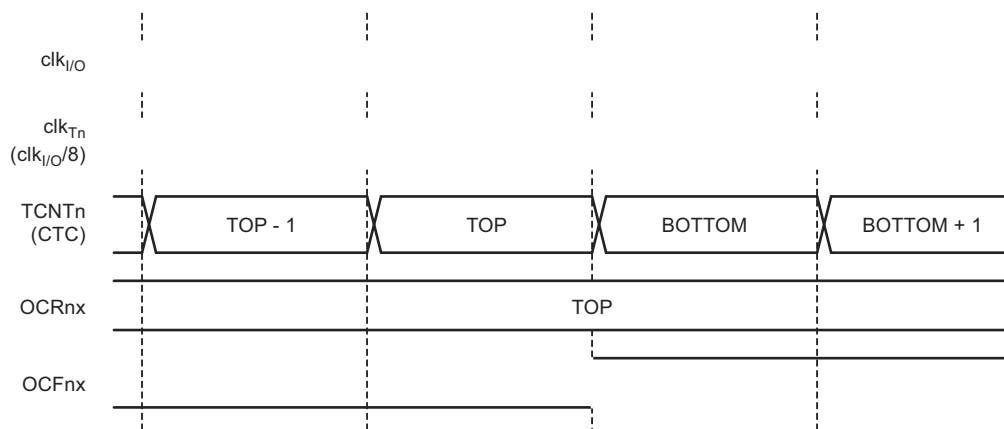 clkI/O
clkTn
(clkI/O/8)
TCNTn
(CTC)
TOP - 1
TOP
BOTTOM
BOTTOM + 1
OCRnx
TOP
OCFnx